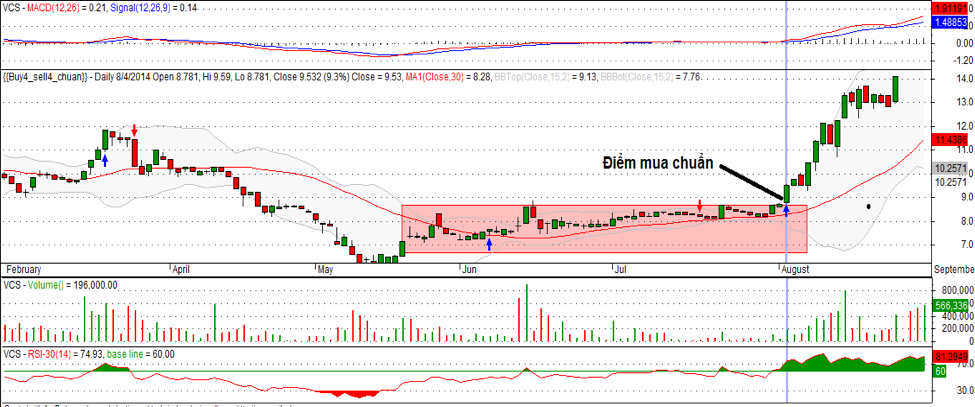 VCS - MACD(12,26) = 0.21, Signal(12,26,9) = 0.14
1.91191
1.48853
0.00
{{Buy4_sell4_chuan}} - Daily 8/4/2014 Open 8.781, Hi 9.59, Lo 8.781, Close 9.532 (9.3%) Close = 9.53, MA1(Close,30) = 8.28, BBTop(Close,15,2) = 9.13, BBBot(Close,15,2) = 7.76
14.0
13.0
12.0
11.4385
11.0
10.2571
10.2571
9.0
8.0
7.0
Điểm mua chuẩn
February
April
May
Jun
Jul
August
Septembe
VCS - Volume() = 196,000.00
800,000
566,336
400,000
200,000
VCS - RSI-30(14) = 74.93, base line = 60.00
81.3949
70.0
60
30.0